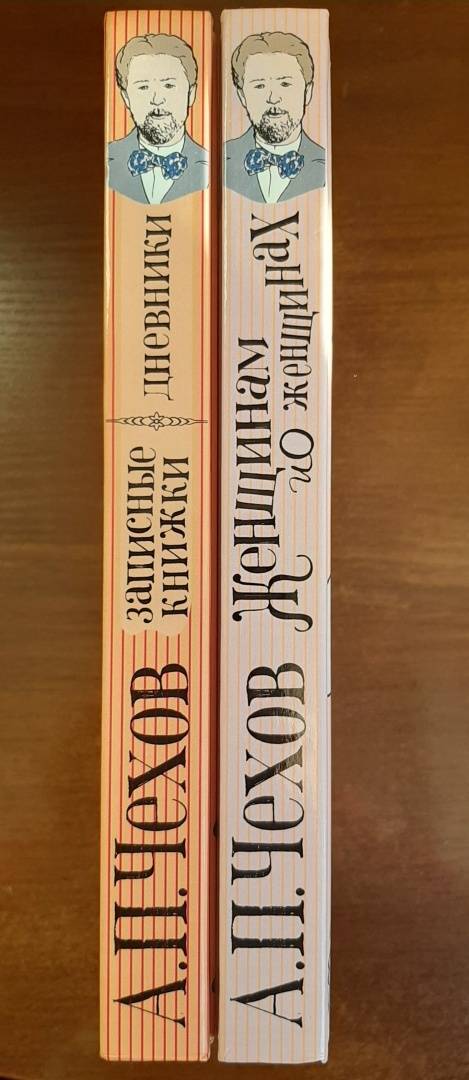 А.П.Чехов
записные
книжки
дневники
А.П.Чехов
Женщинам
и о женщинах